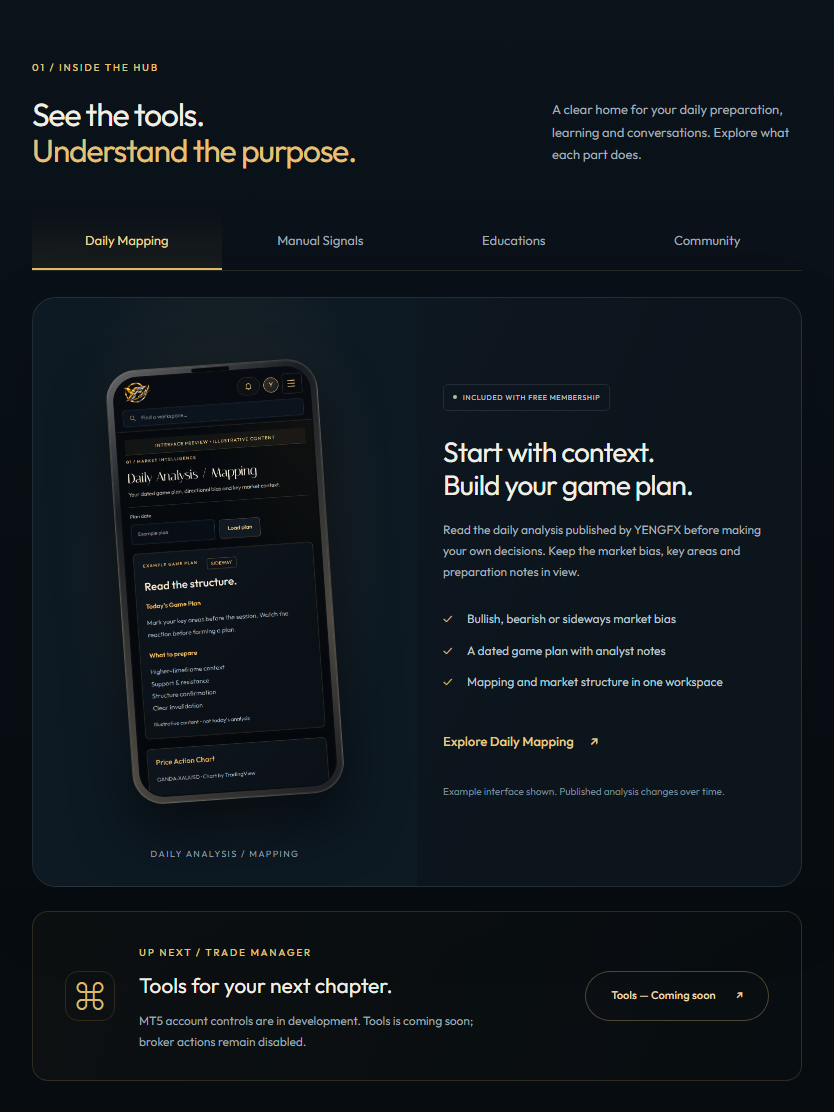 01 / INSIDE THE HUB
See the tools.
Understand the purpose.
A clear home for your daily preparation,
learning and conversations. Explore what
each part does.
Daily Mapping
Manual Signals
Educations
Community
Y
Find a workspace...
INTERFACE PREVIEW • ILLUSTRATIVE CONTENT
01 / MARKET INTELLIGENCE
Daily Analysis / Mapping
Your dated game plan, directional bias and key market context.
Plan date
Example plan
Load plan
EXAMPLE GAME PLAN
SIDEWAY
Read the structure.
Today's Game Plan
Mark your key areas before the session. Watch the
reaction before forming a plan.
What to prepare
Higher-timeframe context
Support & resistance
Structure confirmation
Clear invalidation
Illustrative content • not today's analysis
Price Action Chart
OANDA:XAUUSD • Chart by TradingView
DAILY ANALYSIS / MAPPING
INCLUDED WITH FREE MEMBERSHIP
Start with context.
Build your game plan.
Read the daily analysis published by YENGFX before making
your own decisions. Keep the market bias, key areas and
preparation notes in view.
Bullish, bearish or sideways market bias
A dated game plan with analyst notes
Mapping and market structure in one workspace
Explore Daily Mapping
Example interface shown. Published analysis changes over time.
UP NEXT / TRADE MANAGER
Tools for your next chapter.
MT5 account controls are in development. Tools is coming soon;
broker actions remain disabled.
Tools — Coming soon